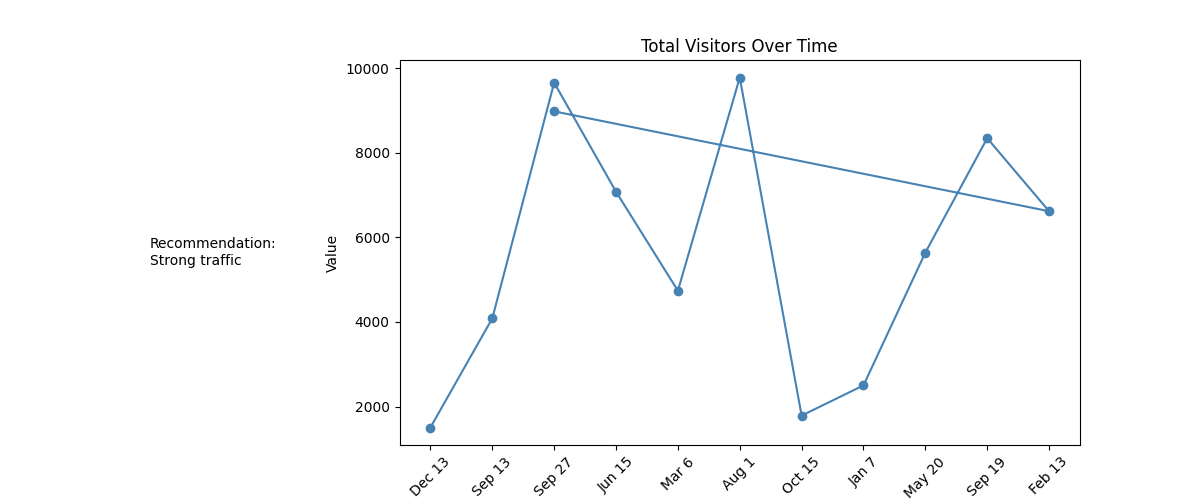 Total Visitors Over Time
10000
8000
6000
4000
2000
Value
Recommendation:
Strong traffic
Dec 13
Sep 13
Sep 27
Jun 15
Mar 6
Aug 1
Oct 15
Jan 7
May 20
Sep 19
Feb 13